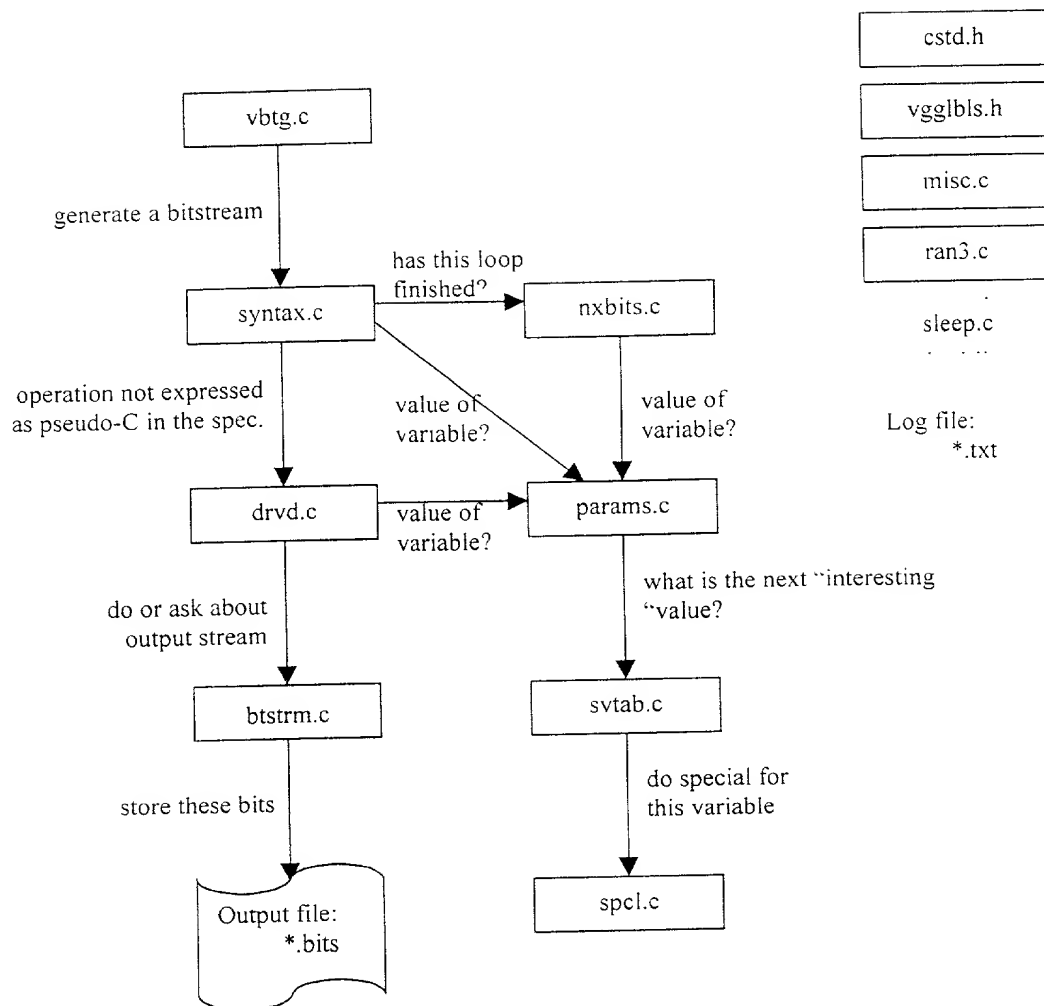 cstd.h
vbtg.c
vgglbls.h
misc.c
generate a bitstream
ran3.c
has this loop
finished?
syntax.c
nxbits.c
sleep.c
operation not expressed
as pseudo-C in the spec.
value of
variable?
value of
variable?
Log file:
*.txt
drvd.c
value of
variable?
params.c
what is the next “interesting
“value?
do or ask about
output stream
btstrm.c
svtab.c
store these bits
do special for
this variable
Output file:
*.bits
spcl.c